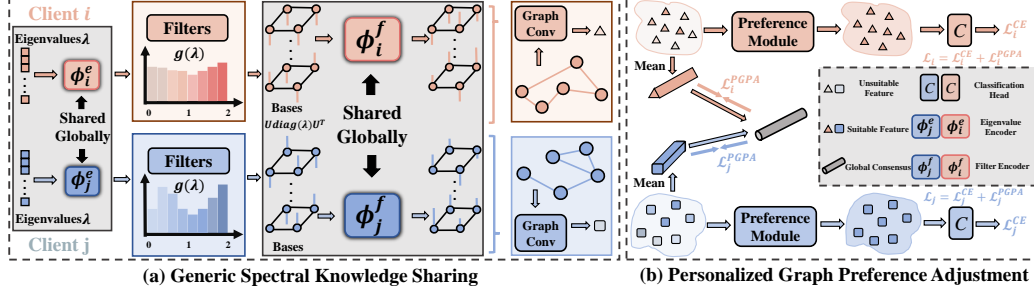 Client i
Eigenvaluesλ
ϕ_i^e
Shared
Globally
ϕ_j^e
Eigenvaluesλ
Client j
Filters
g(λ)
0 1 2
Filters
g(λ)
0 1 2
Bases
Udiag(λ)U^T
ϕ_i^f
Shared
Globally
ϕ_j^f
Bases
Graph
Conv
Graph
Conv
(a) Generic Spectral Knowledge Sharing
Preference
Module
C
ℒ_i^CE
ℒ_i = ℒ_i^CE + ℒ_i^PGPA
Mean
ℒ_i^PGPA
ℒ_j^PGPA
Mean
Unsuitable
Feature
C C
Classification
Head
Suitable Feature
ϕ_j^e ϕ_i^e
Eigenvalue
Encoder
Global Consensus
ϕ_j^f ϕ_i^f
Filter Encoder
ℒ_j = ℒ_j^CE + ℒ_j^PGPA
Preference
Module
C
ℒ_j^CE
(b) Personalized Graph Preference Adjustment